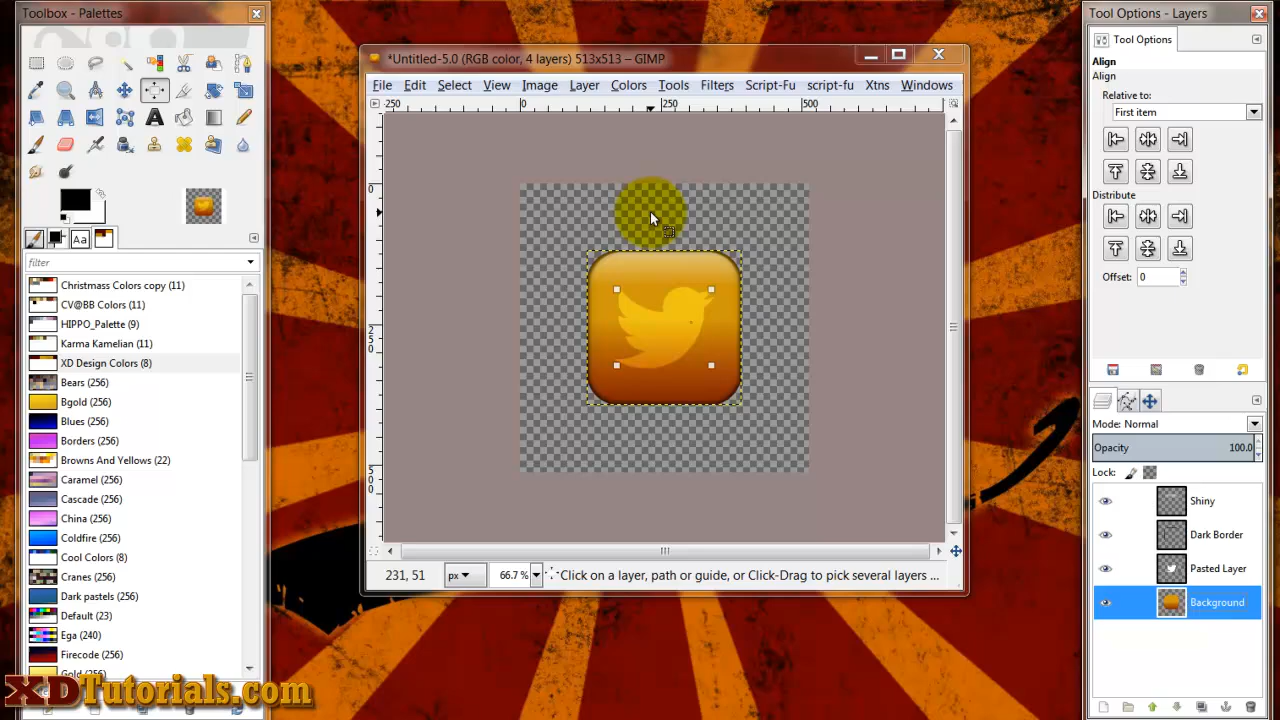 Toolbox - Palettes
filter
Christmass Colors copy (11)
CV@BB Colors (11)
HIPPO_Palette (9)
Karma Kamelian (11)
XD Design Colors (8)
Bears (256)
Bgold (256)
Blues (256)
Borders (256)
Browns And Yellows (22)
Caramel (256)
Cascade (256)
China (256)
Coldfire (256)
Cool Colors (8)
Cranes (256)
Dark pastels (256)
Default (23)
Ega (240)
Firecode (256)
Gold (256)
XDTutorials.com
*Untitled-5.0 (RGB color, 4 layers) 513x513 – GIMP
File Edit Select View Image Layer Colors Tools Filters Script-Fu script-fu Xtns Windows
-250 0 250 500
0
250
500
231, 51 px 66.7 % Click on a layer, path or guide, or Click-Drag to pick several layers ...
Tool Options - Layers
Tool Options
Align
Align
Relative to:
First item
Distribute
Offset: 0
Mode: Normal
Opacity 100.0
Lock:
Shiny
Dark Border
Pasted Layer
Background